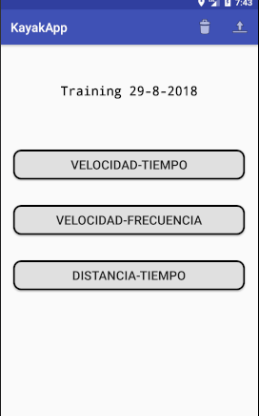 7:43
KayakApp
Training 29-8-2018
VELOCIDAD-TIEMPO
VELOCIDAD-FRECUENCIA
DISTANCIA-TIEMPO